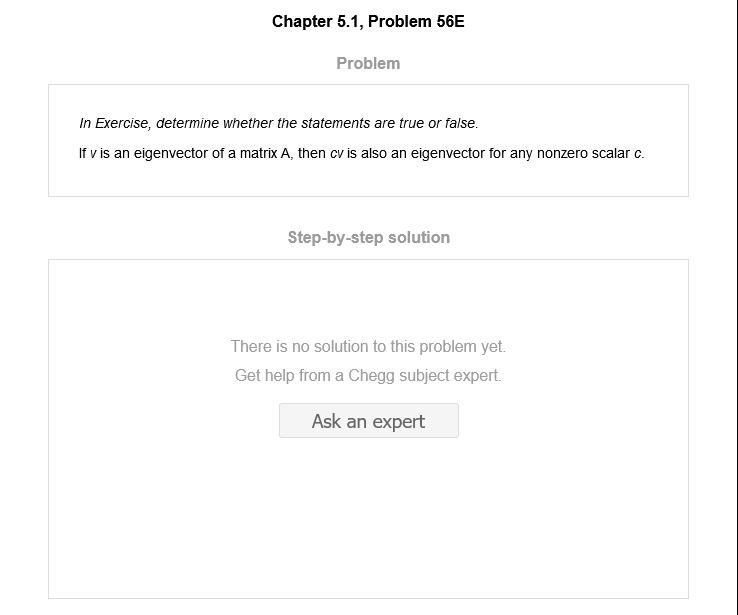 Chapter 5.1, Problem 56E
Problem
In Exercise, determine whether the statements are true or false.
If v is an eigenvector of a matrix A, then cv is also an eigenvector for any nonzero scalar c.
Step-by-step solution
There is no solution to this problem yet.
Get help from a Chegg subject expert.
Ask an expert